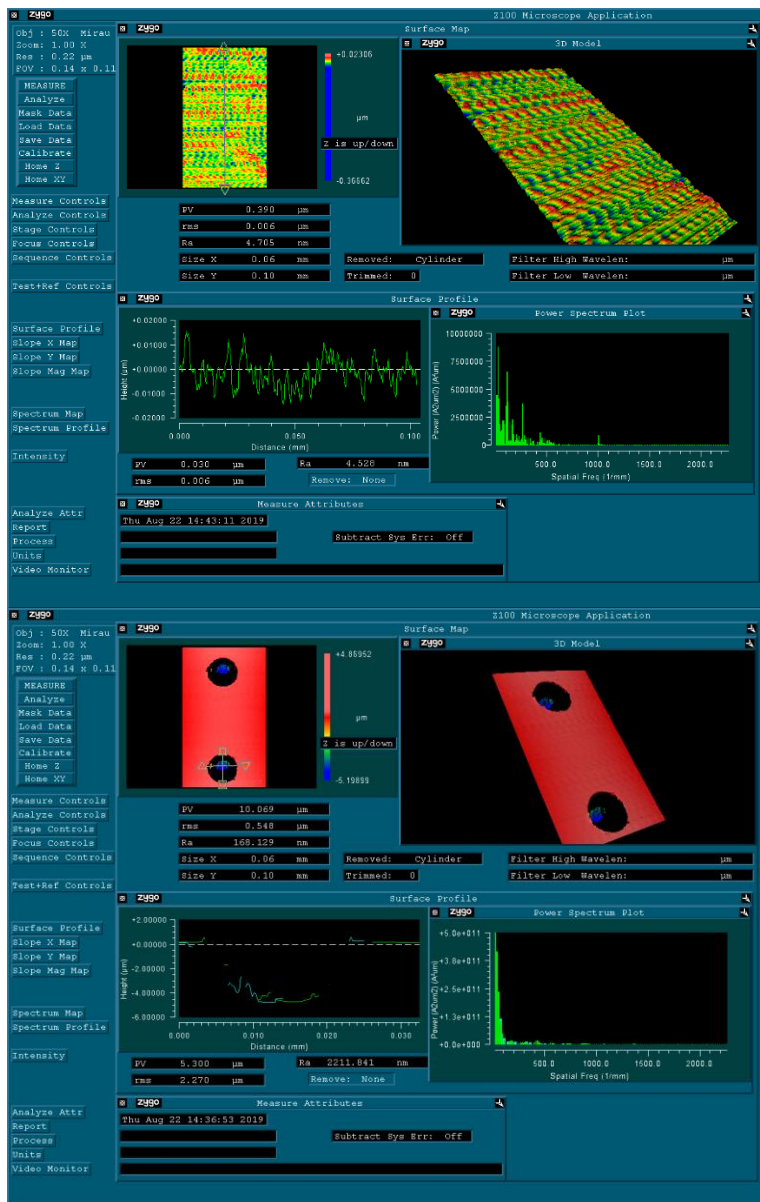 zygo
Z100 Microscope Application
Obj : 50X Mirau
Zoom: 1.00 X
Res : 0.22 µm
FOV : 0.14 x 0.11
MEASURE
Analyze
Mask Data
Load Data
Save Data
Calibrate
Home Z
Home XY
Measure Controls
Analyze Controls
Stage Controls
Focus Controls
Sequence Controls
Test+Ref Controls
Surface Profile
Slope X Map
Slope Y Map
Slope Mag Map
Spectrum Map
Spectrum Profile
Intensity
Analyze Attr
Report
Process
Units
Video Monitor
zygo
Surface Map
+0.02306
µm
Z is up/down
-0.36662
zygo
3D Model
PV 0.390 µm
rms 0.006 µm
Ra 4.705 nm
Size X 0.06 mm
Size Y 0.10 mm
Removed: Cylinder
Trimmed: 0
Filter High Wavelen: µm
Filter Low Wavelen: µm
zygo
Surface Profile
+0.02000
+0.01000
+0.00000
-0.01000
-0.02000
Height (µm)
0.000 0.050 0.100
Distance (mm)
PV 0.030 µm
rms 0.006 µm
Ra 4.528 nm
Remove: None
zygo
Power Spectrum Plot
10000000
7500000
5000000
2500000
0
500.0 1000.0 1500.0 2000.0
Spatial Freq (1/mm)
zygo
Measure Attributes
Thu Aug 22 14:43:11 2019
Subtract Sys Err: Off
zygo
Z100 Microscope Application
Obj : 50X Mirau
Zoom: 1.00 X
Res : 0.22 µm
FOV : 0.14 x 0.11
MEASURE
Analyze
Mask Data
Load Data
Save Data
Calibrate
Home Z
Home XY
Measure Controls
Analyze Controls
Stage Controls
Focus Controls
Sequence Controls
Test+Ref Controls
Surface Profile
Slope X Map
Slope Y Map
Slope Mag Map
Spectrum Map
Spectrum Profile
Intensity
Analyze Attr
Report
Process
Units
Video Monitor
zygo
Surface Map
+4.86952
µm
Z is up/down
zygo
3D Model
PV 10.069 µm
rms 0.548 µm
Ra 168.129 nm
Size X 0.06 mm
Size Y 0.10 mm
Removed: Cylinder
Trimmed: 0
Filter High Wavelen: µm
Filter Low Wavelen: µm
zygo
Surface Profile
+2.00000
+0.00000
-2.00000
-4.00000
-6.00000
Height (µm)
0.000 0.010 0.020 0.030
Distance (mm)
PV 5.300 µm
rms 2.270 µm
Ra 2211.841 nm
Remove: None
zygo
Power Spectrum Plot
+5.0e+011
+3.8e+011
+2.5e+011
+1.3e+011
+0.0e+000
500.0 1000.0 1500.0 2000.0
Spatial Freq (1/mm)
zygo
Measure Attributes
Thu Aug 22 14:36:53 2019
Subtract Sys Err: Off